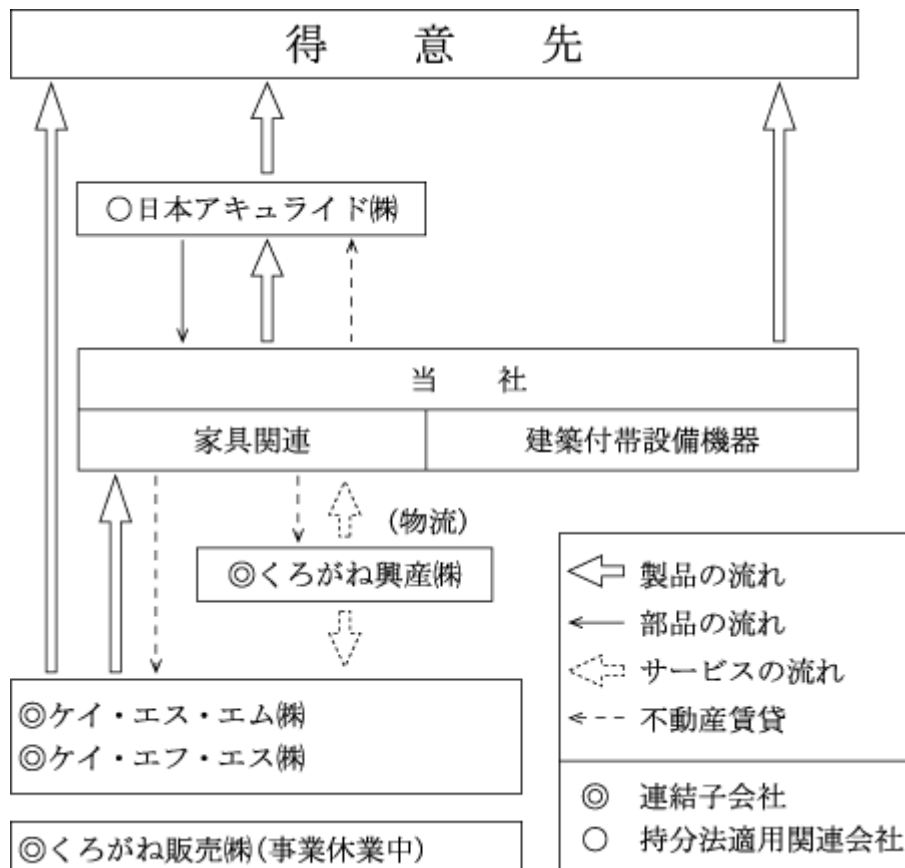 得意先
○日本アキュライド㈱
当社
家具関連
建築付帯設備機器
(物流)
◎くろがね興産㈱
◎ケイ・エス・エム㈱
◎ケイ・エフ・エス㈱
◎くろがね販売㈱(事業休業中)
製品の流れ
部品の流れ
サービスの流れ
不動産賃貸
◎ 連結子会社
○ 持分法適用関連会社